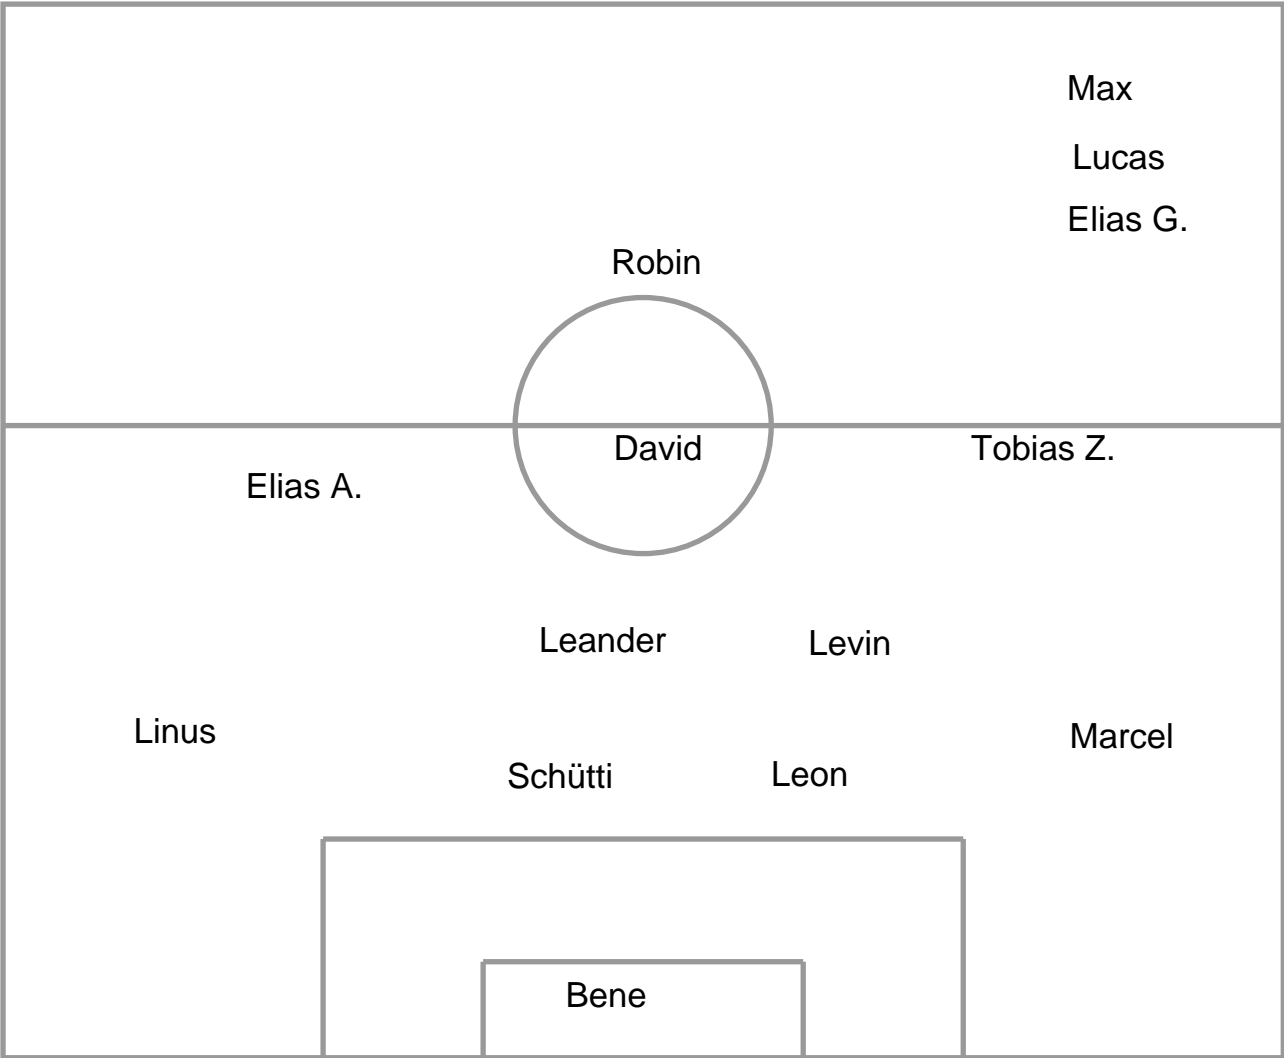 Max
Lucas
Elias G.
Robin
David
Tobias Z.
Elias A.
Leander
Levin
Linus
Marcel
Schütti
Leon
Bene